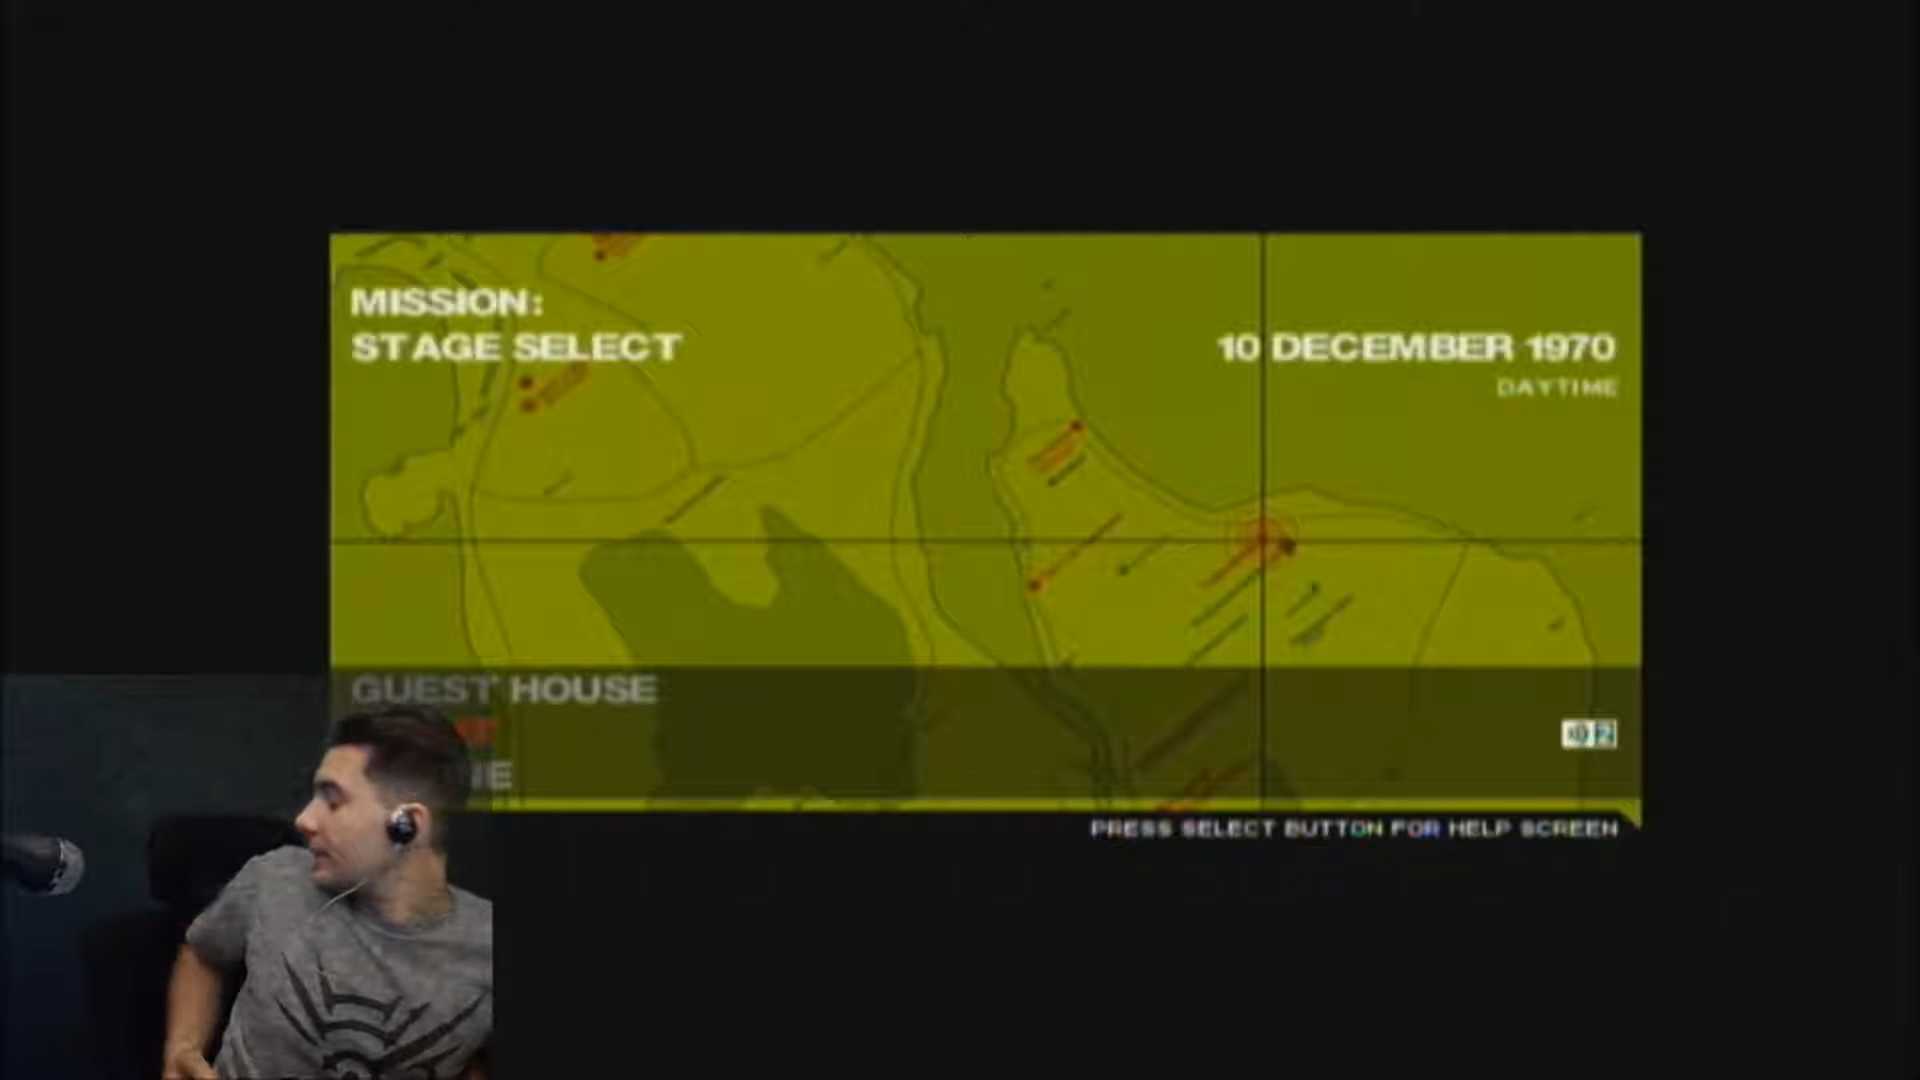 MISSION:
STAGE SELECT
10 DECEMBER 1970
DAYTIME
GUEST HOUSE
PRESS SELECT BUTTON FOR HELP SCREEN